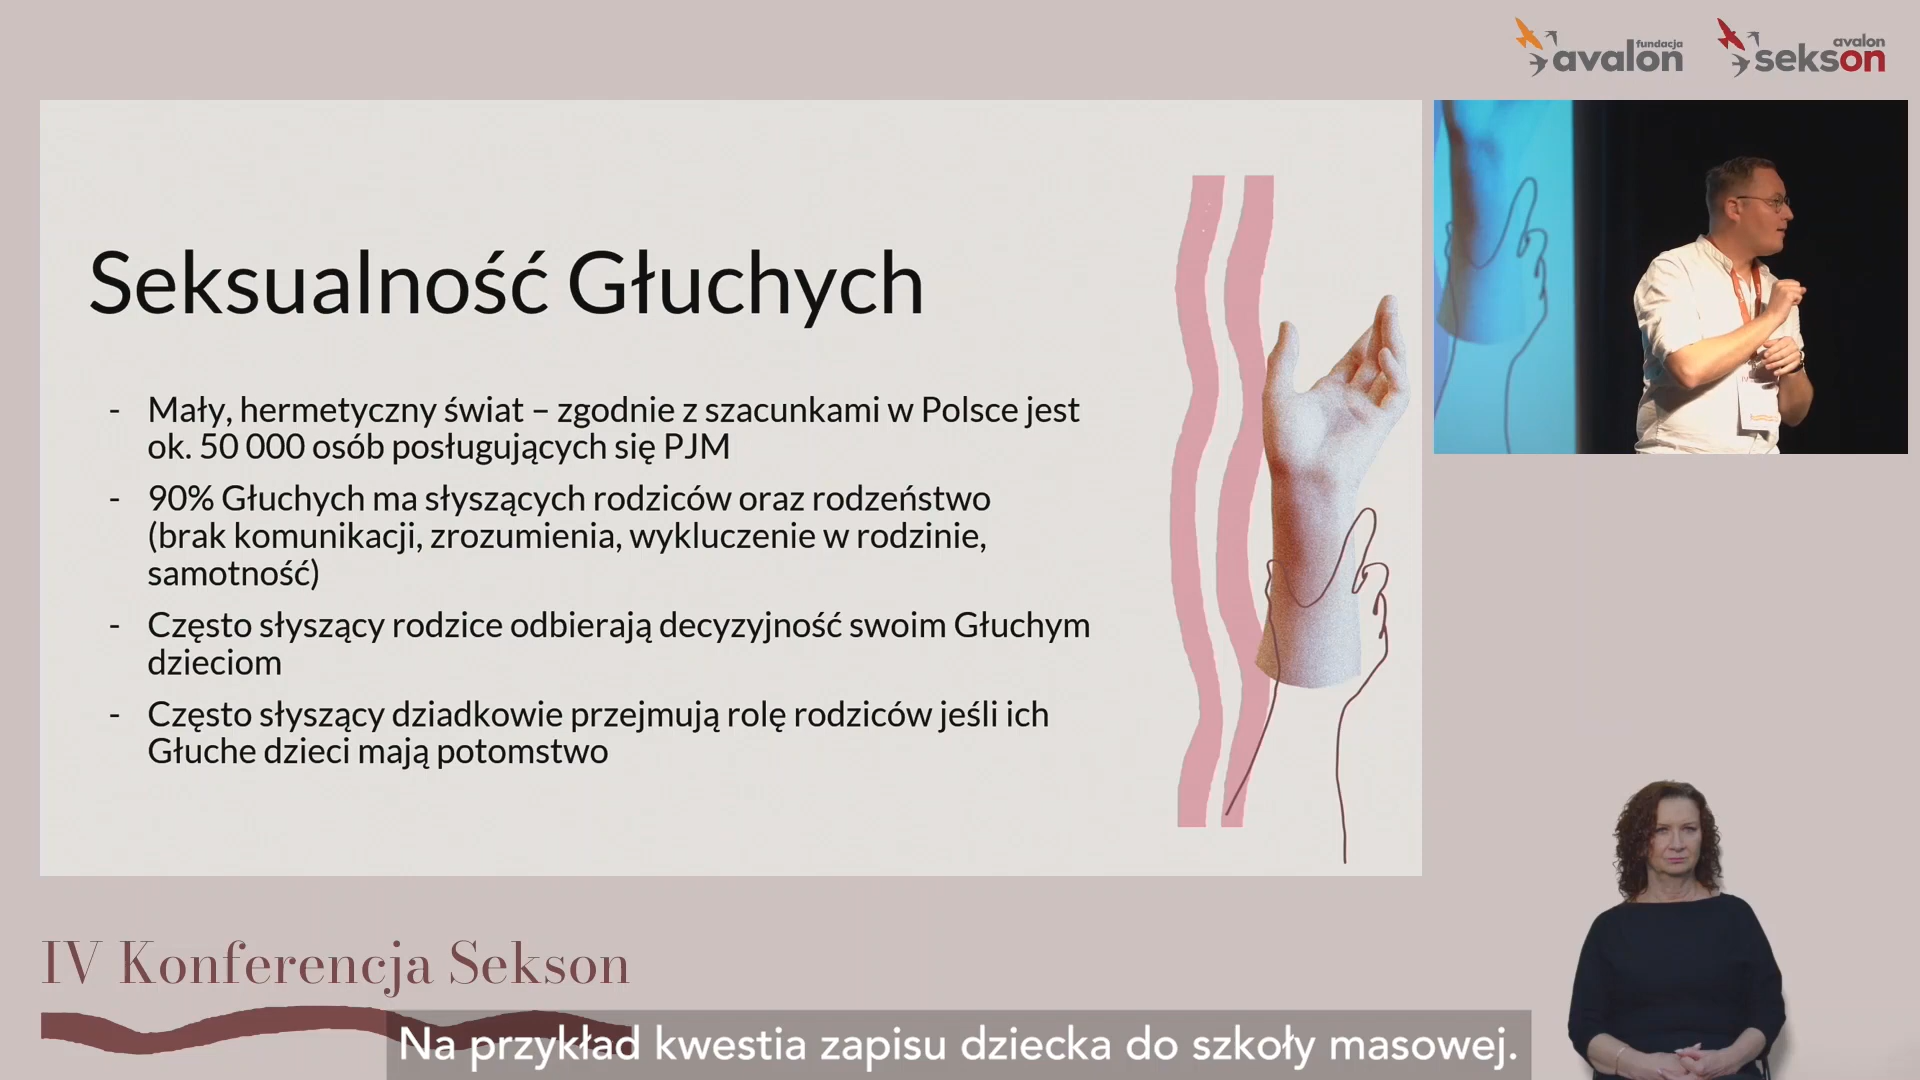 fundacja
avalon
avalon
sekson
Seksualność Głuchych
- Mały, hermetyczny świat – zgodnie z szacunkami w Polsce jest
ok. 50 000 osób posługujących się PJM
- 90% Głuchych ma słyszących rodziców oraz rodzeństwo
(brak komunikacji, zrozumienia, wykluczenie w rodzinie,
samotność)
- Często słyszący rodzice odbierają decyzyjność swoim Głuchym
dzieciom
- Często słyszący dziadkowie przejmują rolę rodziców jeśli ich
Głuche dzieci mają potomstwo
IV Konferencja Sekson
Na przykład kwestia zapisu dziecka do szkoły masowej.